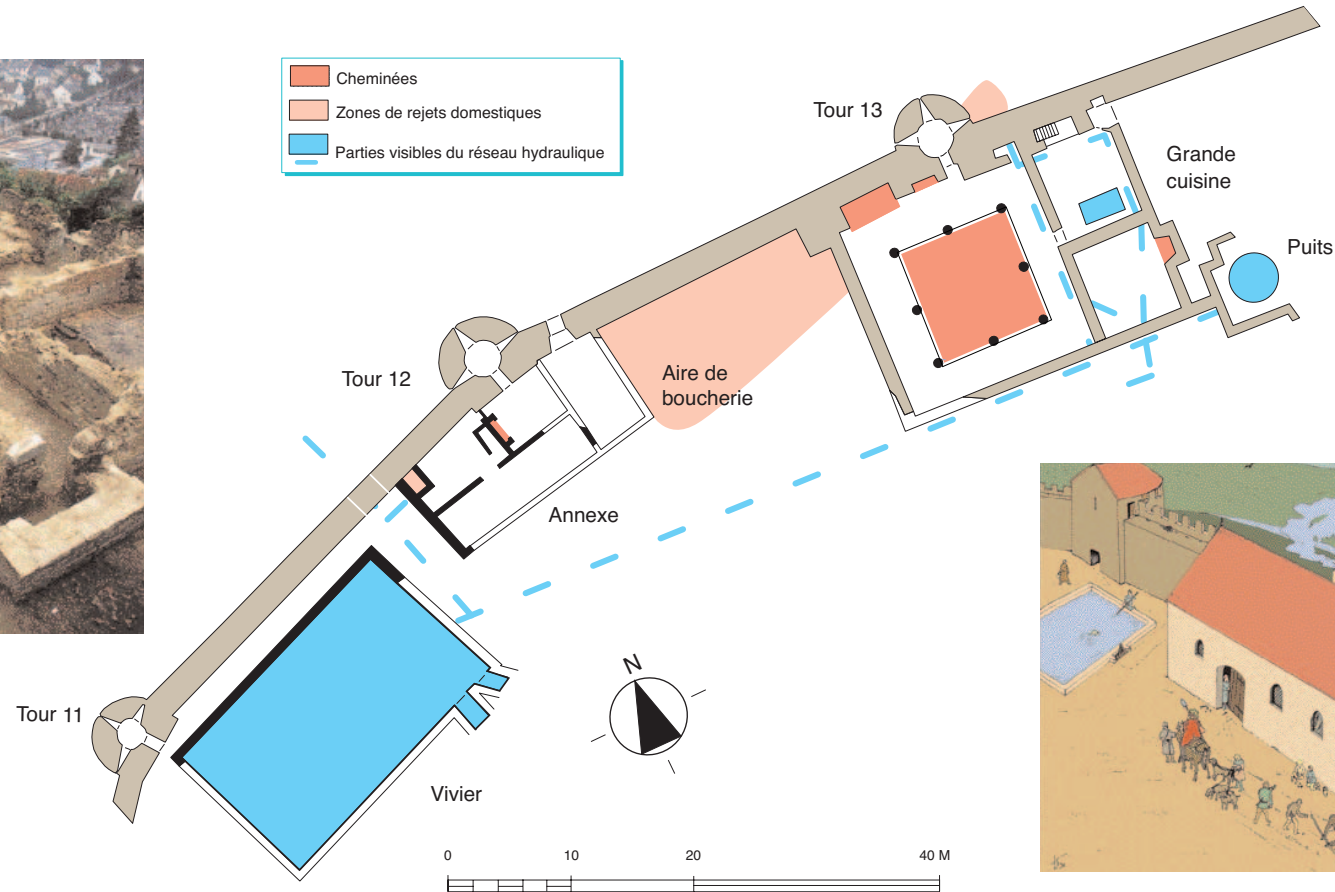 Cheminées
Zones de rejets domestiques
Parties visibles du réseau hydraulique
Tour 13
Grande
cuisine
Puits
Tour 12
Aire de
boucherie
Annexe
N
Tour 11
Vivier
0 10 20 40 M